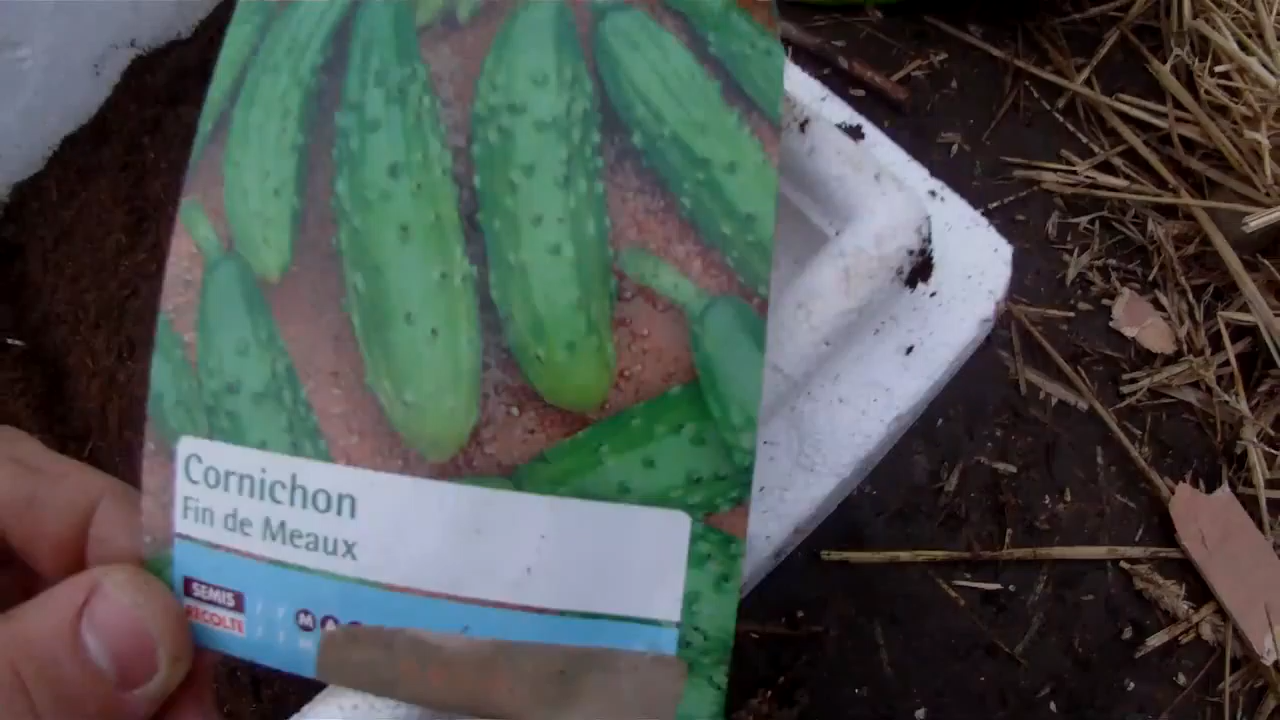 Cornichon
Fin de Meaux
SEMIS
RÉCOLTE
M A